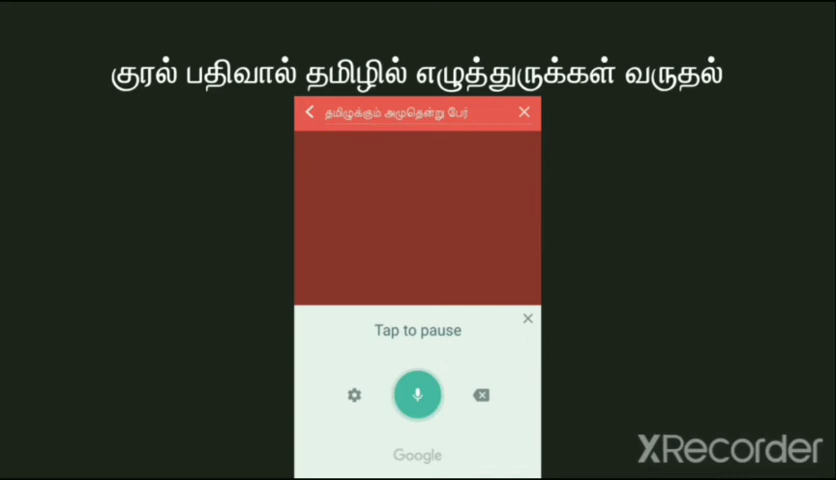 குரல் பதிவால் தமிழில் எழுத்துருக்கள் வருதல்
தமிழுக்கும் அமுதென்று பேர்
Tap to pause
Google
XRecorder